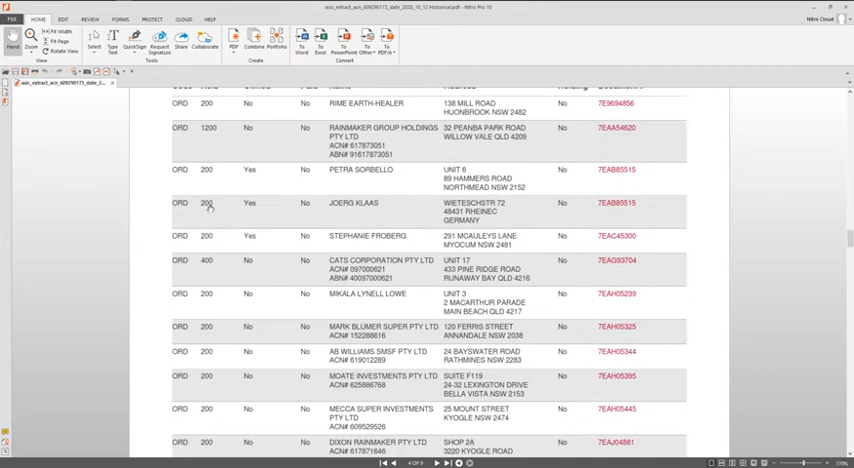 asic_extract_acn_609290173_date_2020_10_12 Historical.pdf - Nitro Pro 10
FILE HOME EDIT REVIEW FORMS PROTECT CLOUD HELP
Nitro Cloud
Hand Zoom Fit Width Fit Page Rotate View
Select Type Text QuickSign Request Signature Share Collaborate
PDF Combine Portfolio
To Word To Excel To PowerPoint To Other To PDF/A
View Tools Create Convert
ORD 200 No No RIME EARTH-HEALER 138 MILL ROAD No 7E9694856
HUONBROOK NSW 2482
ORD 1200 No No RAINMAKER GROUP HOLDINGS 32 PEANBA PARK ROAD No 7EAA54620
PTY LTD WILLOW VALE QLD 4209
ACN# 617873051
ABN# 91617873051
ORD 200 Yes No PETRA SORBELLO UNIT 6 No 7EAB85515
89 HAMMERS ROAD
NORTHMEAD NSW 2152
ORD 200 Yes No JOERG KLAAS WIETESCHSTR 72 No 7EAB85515
48431 RHEINEC
GERMANY
ORD 200 Yes No STEPHANIE FROBERG 291 MCAULEYS LANE No 7EAC45300
MYOCUM NSW 2481
ORD 400 No No CATS CORPORATION PTY LTD UNIT 17 No 7EAG93704
ACN# 097000621 433 PINE RIDGE ROAD
ABN# 40097000621 RUNAWAY BAY QLD 4216
ORD 200 No No MIKALA LYNELL LOWE UNIT 3 No 7EAH05239
2 MACARTHUR PARADE
MAIN BEACH QLD 4217
ORD 200 No No MARK BLUMER SUPER PTY LTD 120 FERRIS STREET No 7EAH05325
ACN# 152288616 ANNANDALE NSW 2038
ORD 200 No No AB WILLIAMS SMSF PTY LTD 24 BAYSWATER ROAD No 7EAH05344
ACN# 619012289 RATHMINES NSW 2283
ORD 200 No No MOATE INVESTMENTS PTY LTD SUITE F119 No 7EAH05395
ACN# 625886768 24-32 LEXINGTON DRIVE
BELLA VISTA NSW 2153
ORD 200 No No MECCA SUPER INVESTMENTS 25 MOUNT STREET No 7EAH05445
PTY LTD KYOGLE NSW 2474
ACN# 609529526
ORD 200 No No DIXON RAINMAKER PTY LTD SHOP 2A No 7EAJ04881
ACN# 617871646 3220 KYOGLE ROAD
4 OF 9
170%